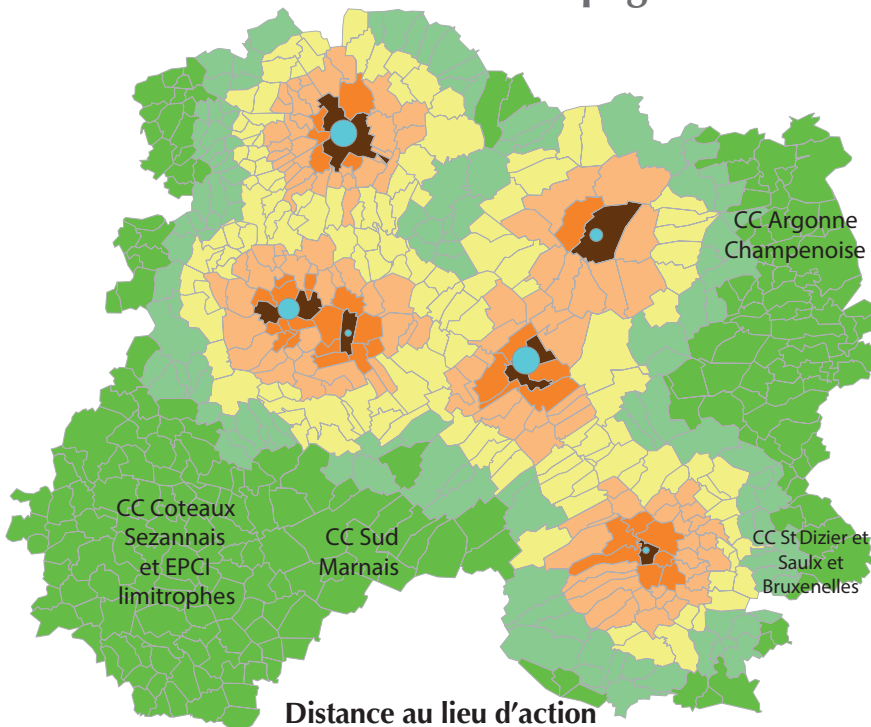 CC Argonne
Champenoise
CC Coteaux
Sezannais
et EPCI
limitrophes
CC Sud
Marnais
CC St Dizier et
Saulx et
Bruxenelles
Distance au lieu d'action